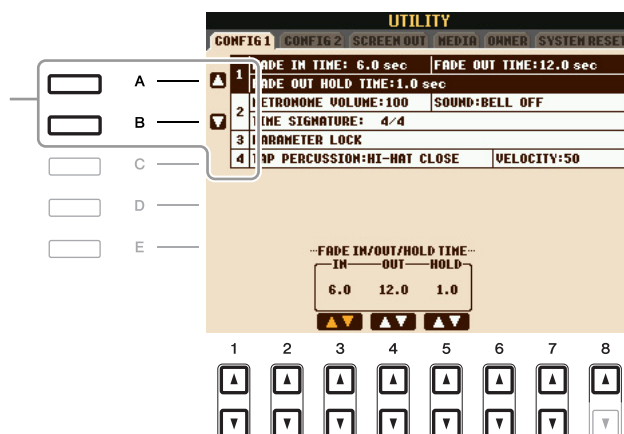 UTILITY
CONFIG 1 CONFIG 2 SCREEN OUT MEDIA OWNER SYSTEM RESET
1 FADE IN TIME: 6.0 sec FADE OUT TIME:12.0 sec
FADE OUT HOLD TIME:1.0 sec
2 METRONOME VOLUME:100 SOUND:BELL OFF
TIME SIGNATURE: 4/4
3 PARAMETER LOCK
4 TAP PERCUSSION:HI-HAT CLOSE VELOCITY:50
A
B
C
D
E
FADE IN/OUT/HOLD TIME
IN OUT HOLD
6.0 12.0 1.0
1 2 3 4 5 6 7 8